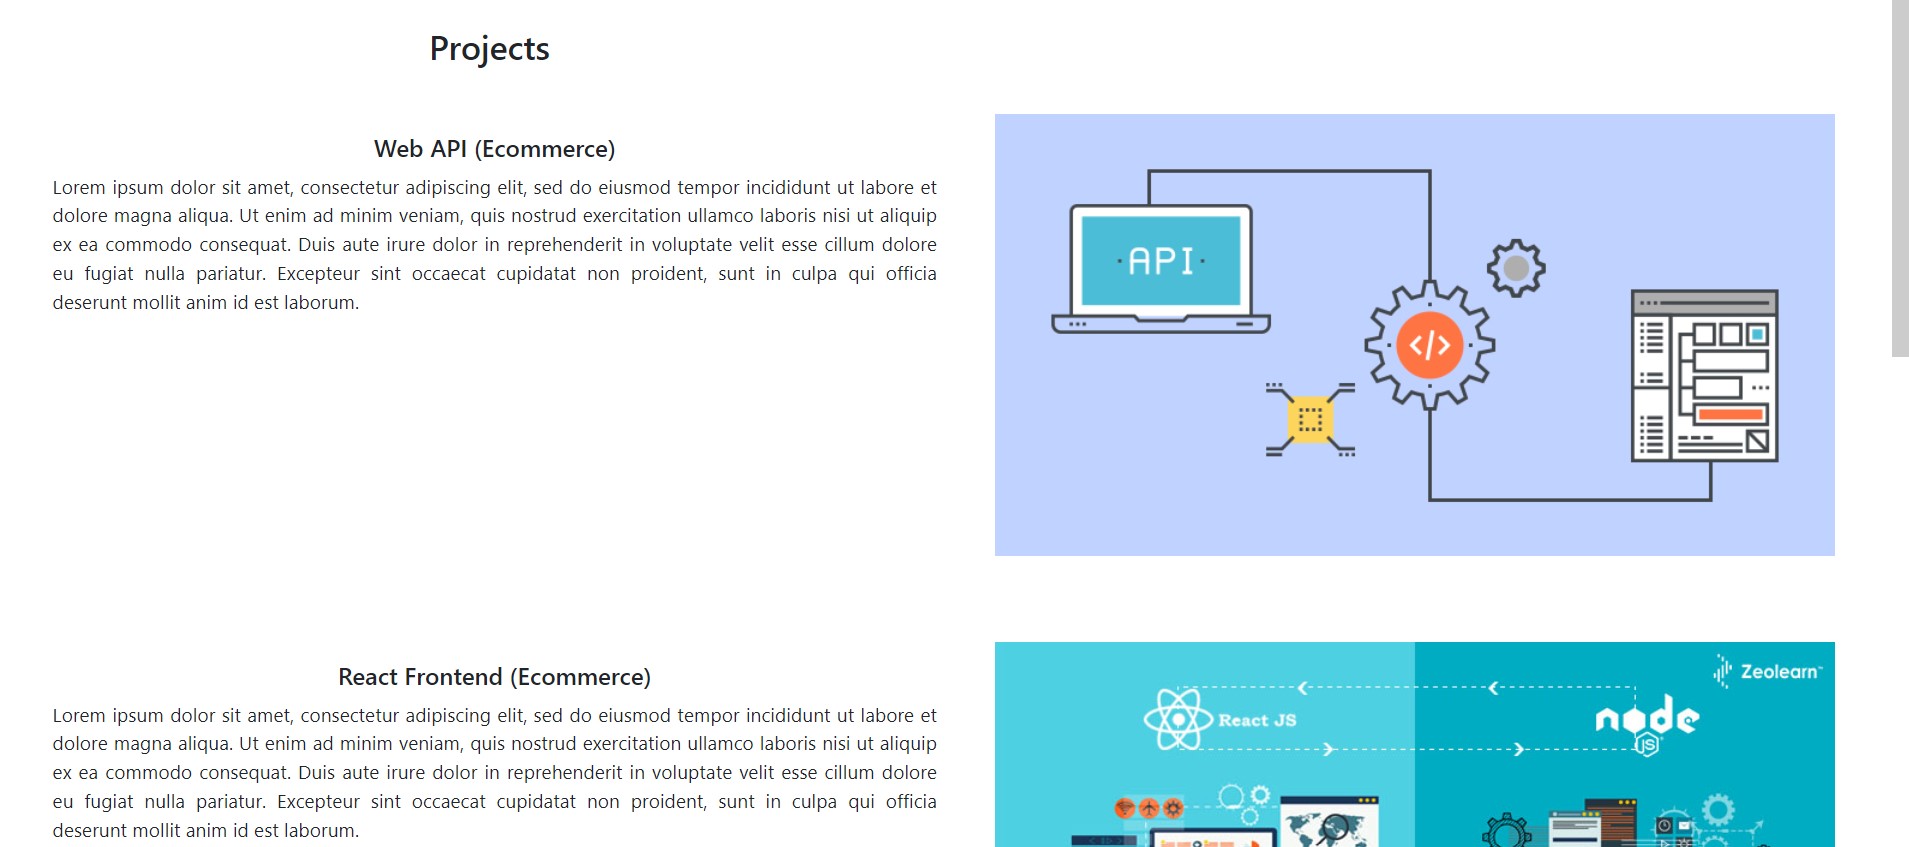 Projects
Web API (Ecommerce)
Lorem ipsum dolor sit amet, consectetur adipiscing elit, sed do eiusmod tempor incididunt ut labore et
dolore magna aliqua. Ut enim ad minim veniam, quis nostrud exercitation ullamco laboris nisi ut aliquip
ex ea commodo consequat. Duis aute irure dolor in reprehenderit in voluptate velit esse cillum dolore
eu fugiat nulla pariatur. Excepteur sint occaecat cupidatat non proident, sunt in culpa qui officia
deserunt mollit anim id est laborum.
·API·
</>
React Frontend (Ecommerce)
Lorem ipsum dolor sit amet, consectetur adipiscing elit, sed do eiusmod tempor incididunt ut labore et
dolore magna aliqua. Ut enim ad minim veniam, quis nostrud exercitation ullamco laboris nisi ut aliquip
ex ea commodo consequat. Duis aute irure dolor in reprehenderit in voluptate velit esse cillum dolore
eu fugiat nulla pariatur. Excepteur sint occaecat cupidatat non proident, sunt in culpa qui officia
deserunt mollit anim id est laborum.
Zeolearn™
React JS
node
JS